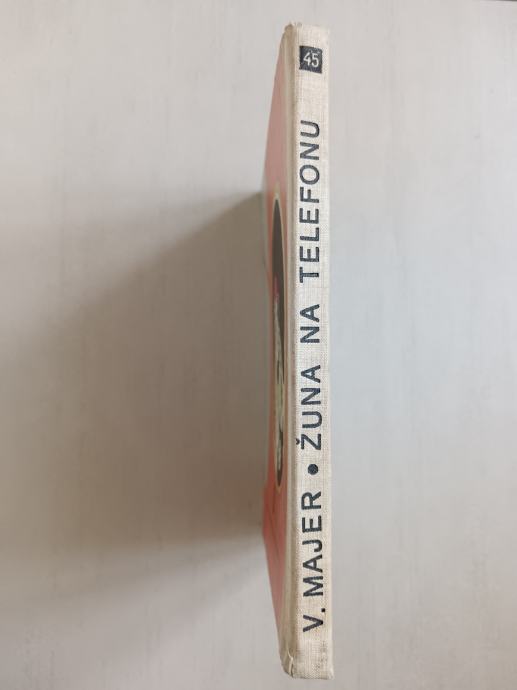 V. MAJER • ŽUNA NA TELEFONU
45